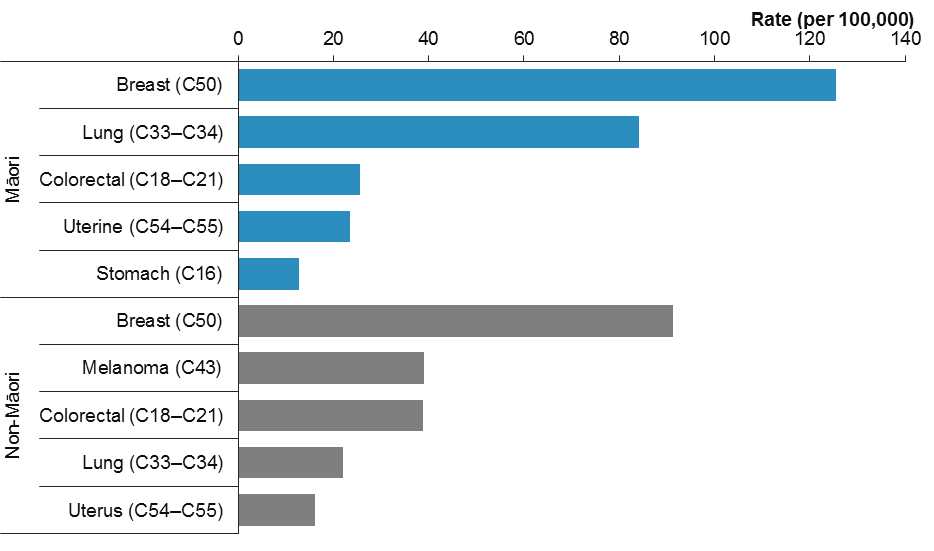 Rate (per 100,000)
0 20 40 60 80 100 120 140
Māori
Breast (C50)
Lung (C33–C34)
Colorectal (C18–C21)
Uterine (C54–C55)
Stomach (C16)
Non-Māori
Breast (C50)
Melanoma (C43)
Colorectal (C18–C21)
Lung (C33–C34)
Uterus (C54–C55)